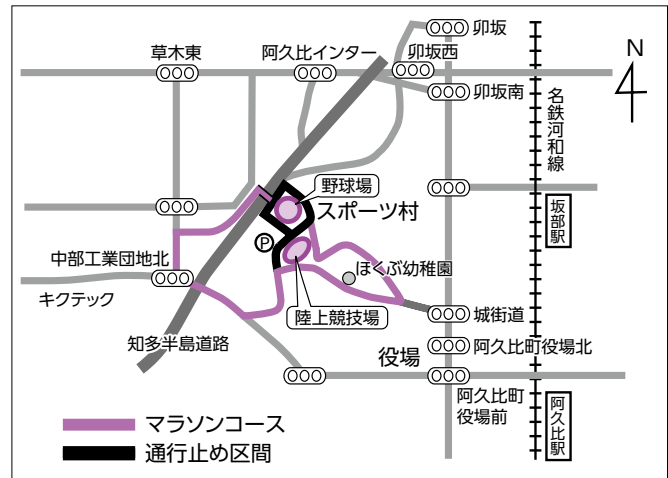 卯坂
草木東
阿久比インター
卯坂西
N
卯坂南
名鉄河和線
野球場
スポーツ村
坂部駅
P
中部工業団地北
ほくぶ幼稚園
キクテック
陸上競技場
城街道
知多半島道路
役場
阿久比町役場北
阿久比町
役場前
阿久比駅
マラソンコース
通行止め区間